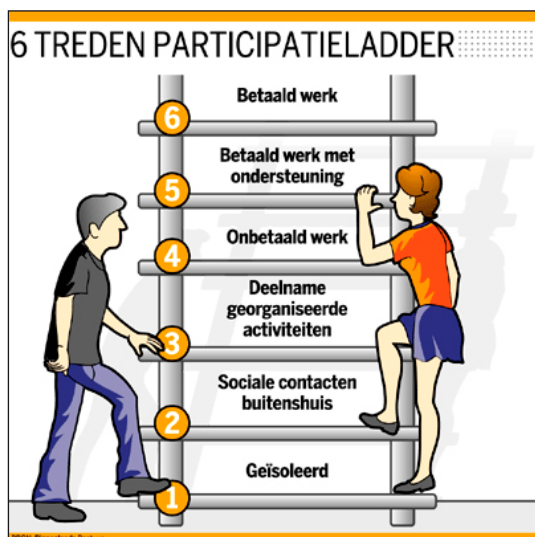 6 TREDEN PARTICIPATIELADDER
Betaald werk
6
Betaald werk met
ondersteuning
5
Onbetaald werk
4
Deelname
georganiseerde
activiteiten
3
Sociale contacten
buitenshuis
2
Geïsoleerd
1